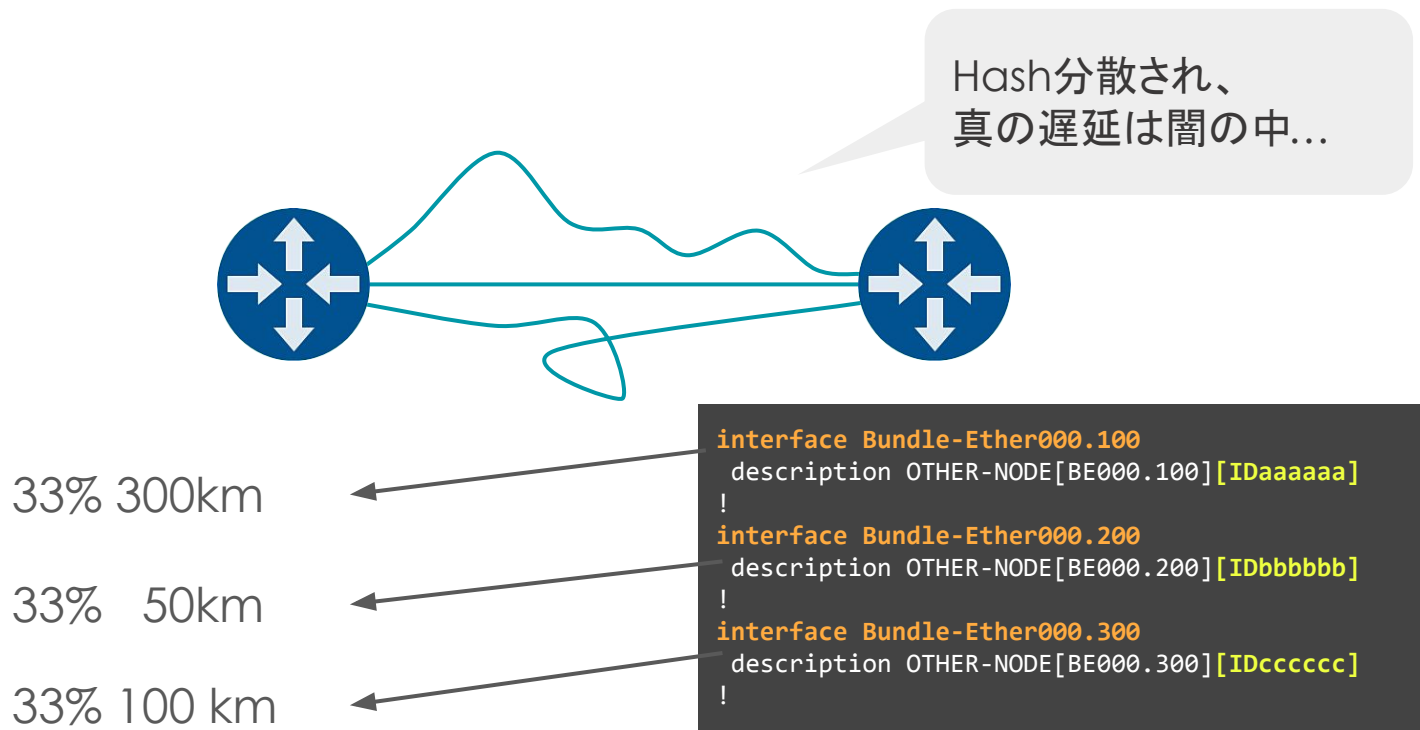 Hash分散され、
真の遅延は闇の中…
33% 300km
33% 50km
33% 100 km
interface Bundle-Ether000.100
description OTHER-NODE[BE000.100][IDaaaaaa]
!
interface Bundle-Ether000.200
description OTHER-NODE[BE000.200][IDbbbbbb]
!
interface Bundle-Ether000.300
description OTHER-NODE[BE000.300][IDcccccc]
!